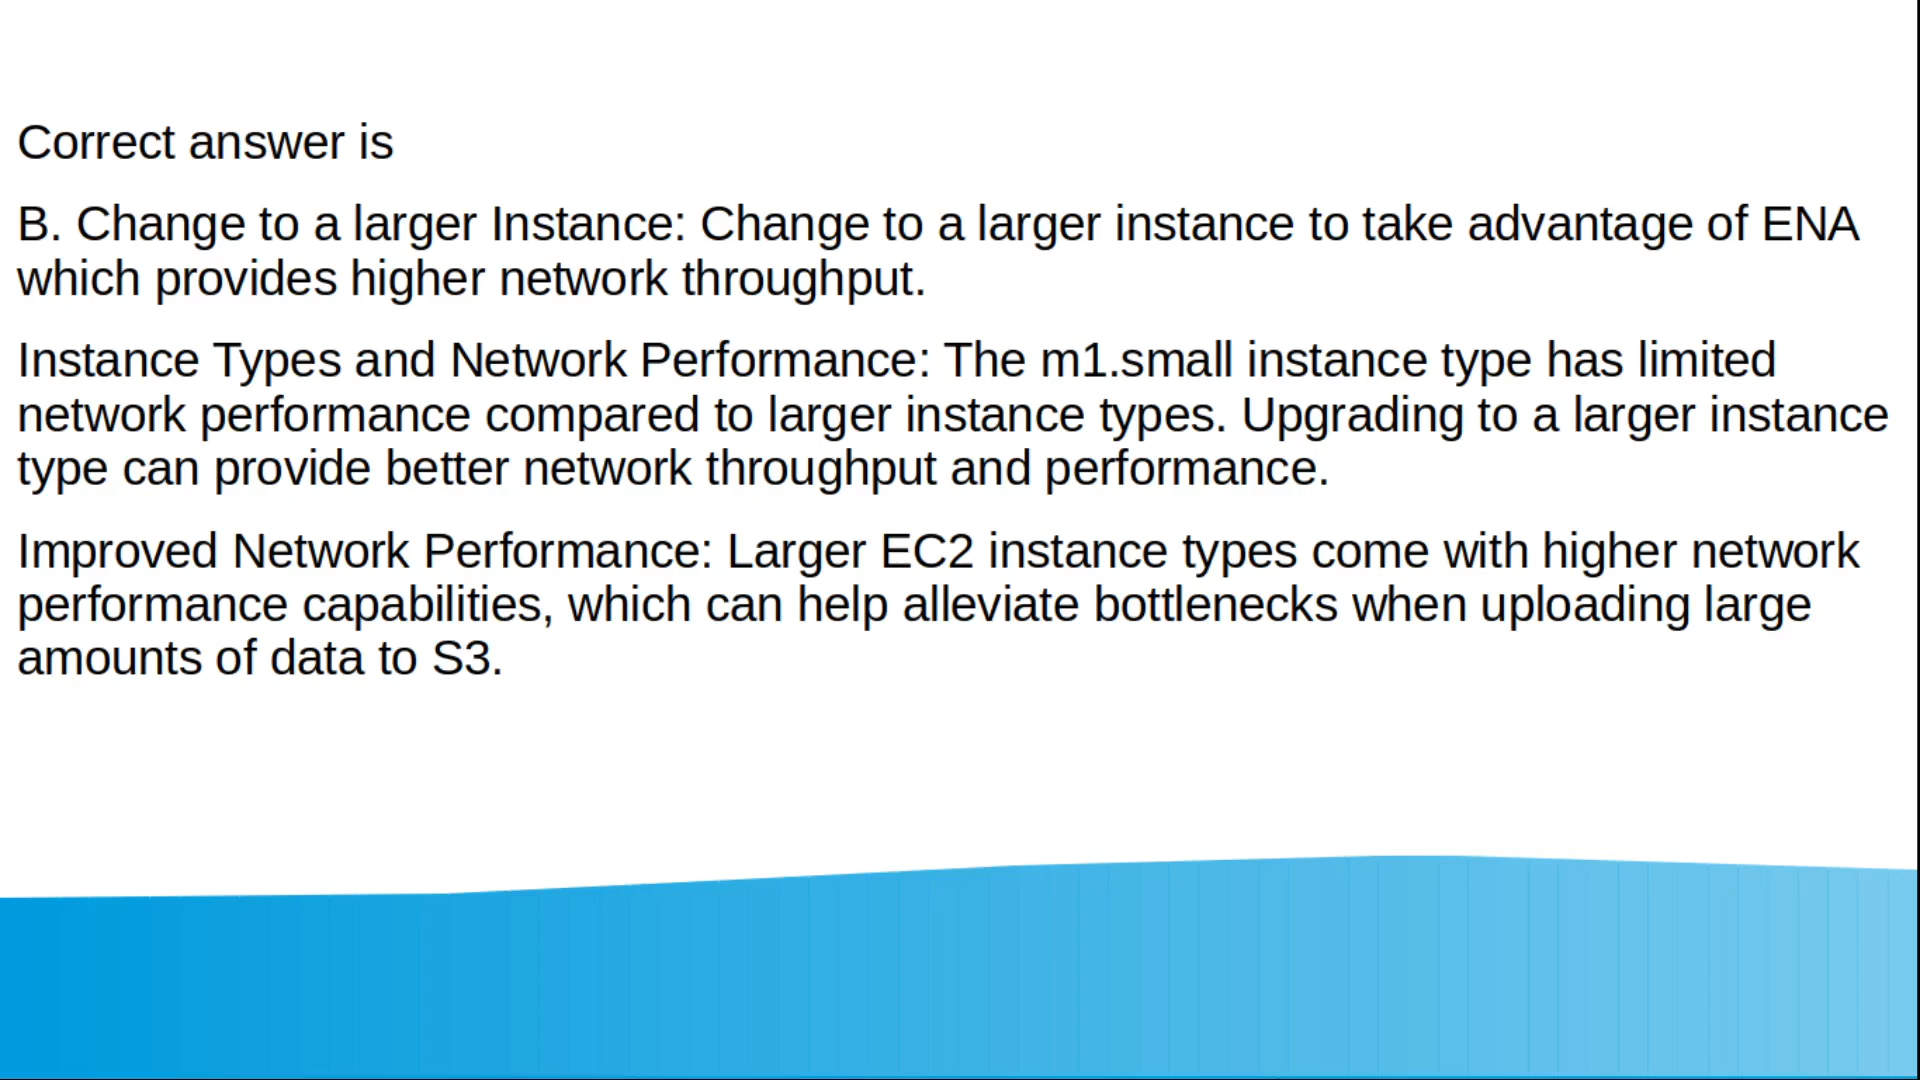 Correct answer is
B. Change to a larger Instance: Change to a larger instance to take advantage of ENA
which provides higher network throughput.
Instance Types and Network Performance: The m1.small instance type has limited
network performance compared to larger instance types. Upgrading to a larger instance
type can provide better network throughput and performance.
Improved Network Performance: Larger EC2 instance types come with higher network
performance capabilities, which can help alleviate bottlenecks when uploading large
amounts of data to S3.